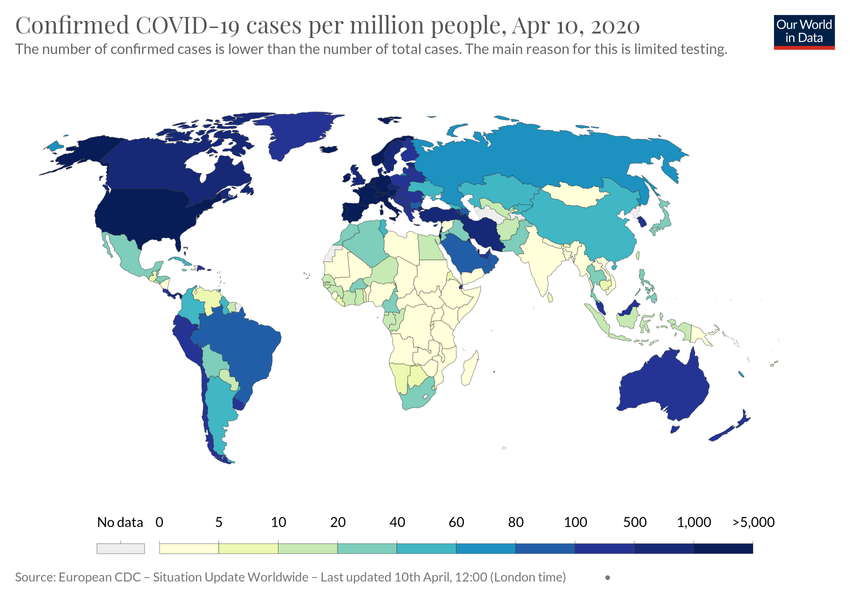 Confirmed COVID-19 cases per million people, Apr 10, 2020
The number of confirmed cases is lower than the number of total cases. The main reason for this is limited testing.
Our World
in Data
No data 0 5 10 20 40 60 80 100 500 1,000 >5,000
Source: European CDC – Situation Update Worldwide – Last updated 10th April, 12:00 (London time) •